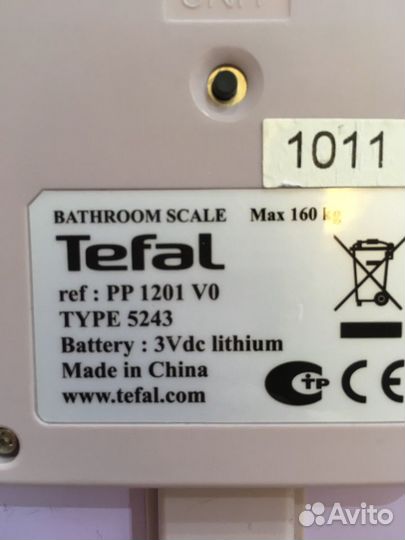 UNIT
1011
BATHROOM SCALE Max 160 kg
Tefal
ref : PP 1201 V0
TYPE 5243
Battery : 3Vdc lithium
Made in China
www.tefal.com
Avito